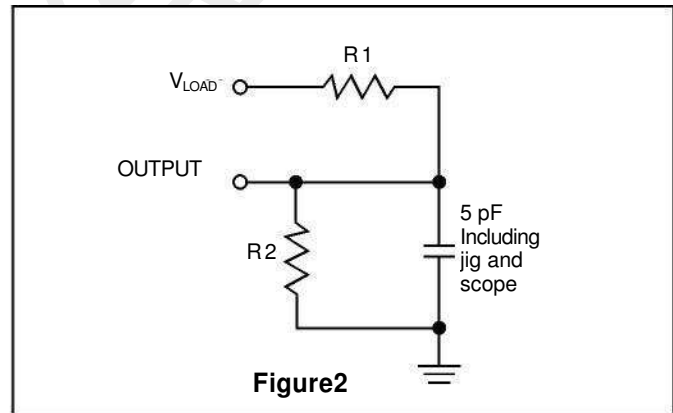 R1
VLOAD
OUTPUT
R2
5 pF
Including
jig and
scope
Figure2